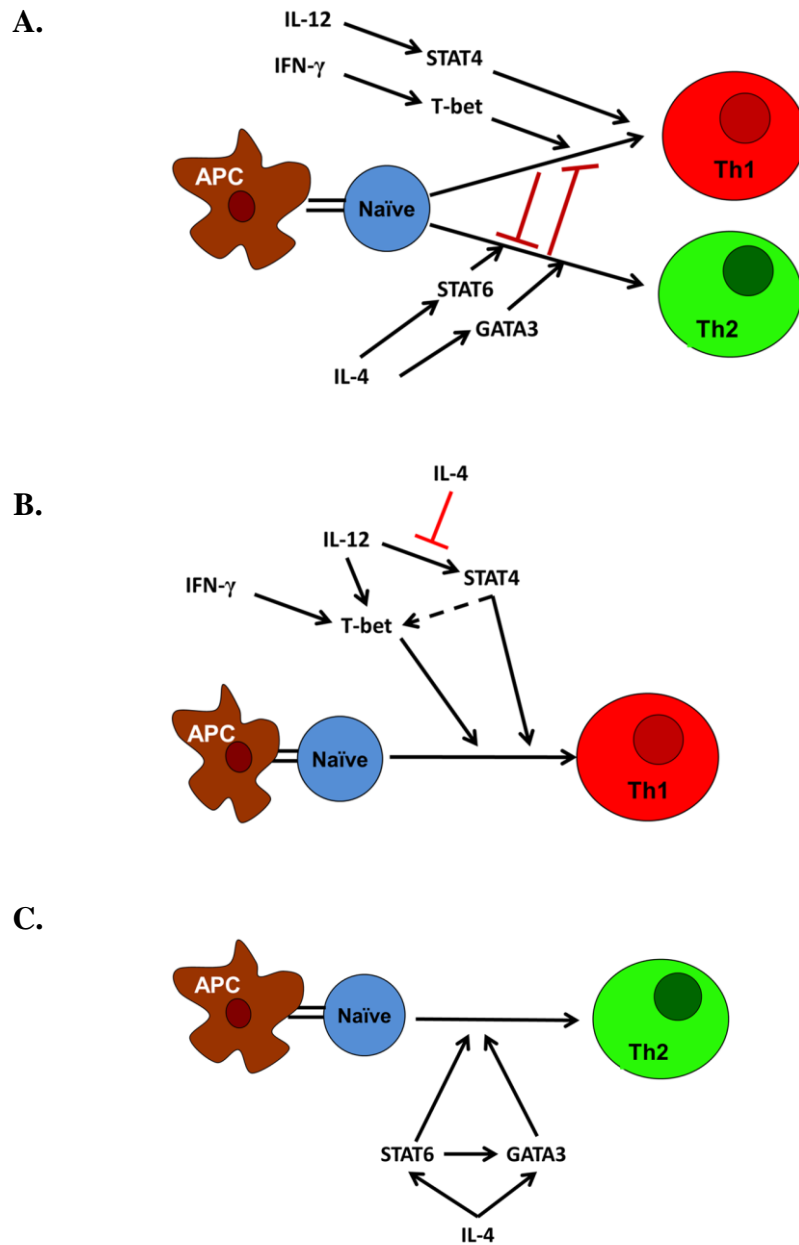 A.
IL-12
STAT4
IFN-γ
T-bet
APC
Naïve
Th1
STAT6
GATA3
Th2
IL-4
B.
IL-4
IL-12
STAT4
IFN-γ
T-bet
APC
Naïve
Th1
C.
APC
Naïve
Th2
STAT6
GATA3
IL-4